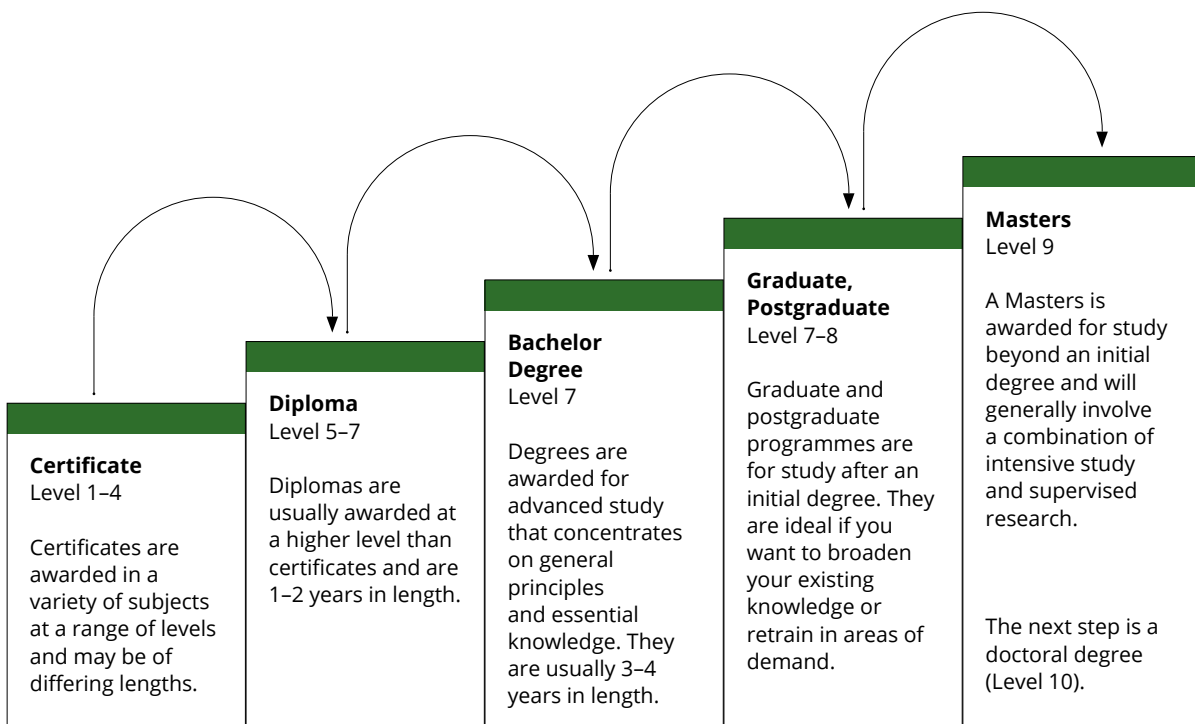 Certificate
Level 1–4
Certificates are
awarded in a
variety of subjects
at a range of levels
and may be of
differing lengths.
Diploma
Level 5–7
Diplomas are
usually awarded at
a higher level than
certificates and are
1–2 years in length.
Bachelor
Degree
Level 7
Degrees are
awarded for
advanced study
that concentrates
on general
principles
and essential
knowledge. They
are usually 3–4
years in length.
Graduate,
Postgraduate
Level 7–8
Graduate and
postgraduate
programmes are
for study after an
initial degree. They
are ideal if you
want to broaden
your existing
knowledge or
retrain in areas of
demand.
Masters
Level 9
A Masters is
awarded for study
beyond an initial
degree and will
generally involve
a combination of
intensive study
and supervised
research.
The next step is a
doctoral degree
(Level 10).